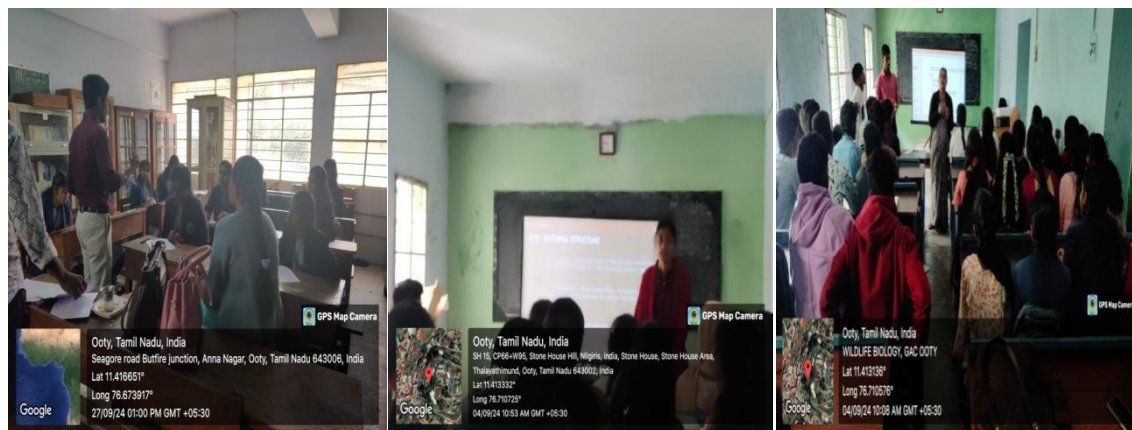 GPS Map Camera
Ooty, Tamil Nadu, India
Seagore road Butfire junction, Anna Nagar, Ooty, Tamil Nadu 643006, India
Lat 11.416651°
Long 76.673917°
27/09/24 01:00 PM GMT +05:30
Google
STRUCTURE
GPS Map Camera
Ooty, Tamil Nadu, India
SH 15, CP66+W95, Stone House Hill, Nilgiris, India, Stone House, Stone House Area,
Thalayathimund, Ooty, Tamil Nadu 643002, India
Lat 11.413332°
Long 76.710725°
04/09/24 10:53 AM GMT +05:30
Google
GPS Map Camera
Ooty, Tamil Nadu, India
WILDLIFE BIOLOGY, GAC OOTY
Lat 11.413136°
Long 76.710576°
04/09/24 10:08 AM GMT +05:30
Google